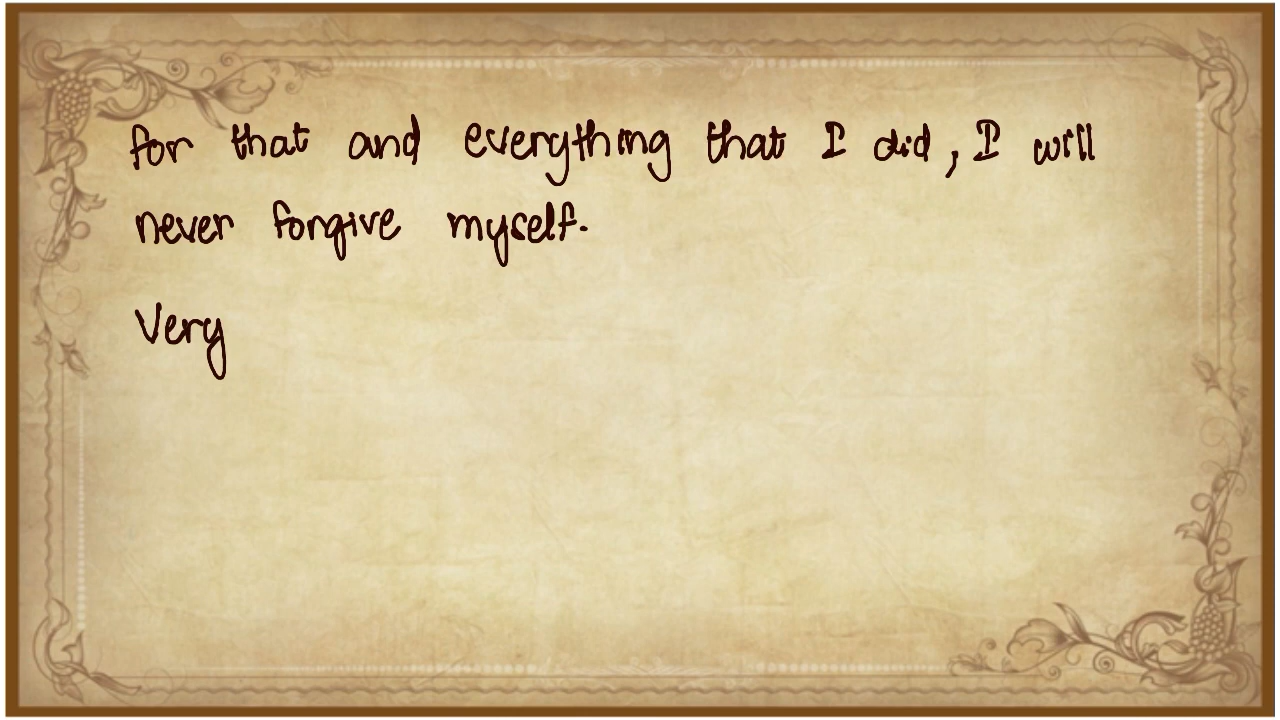 for that and everything that I did, I will
never forgive myself.
Very